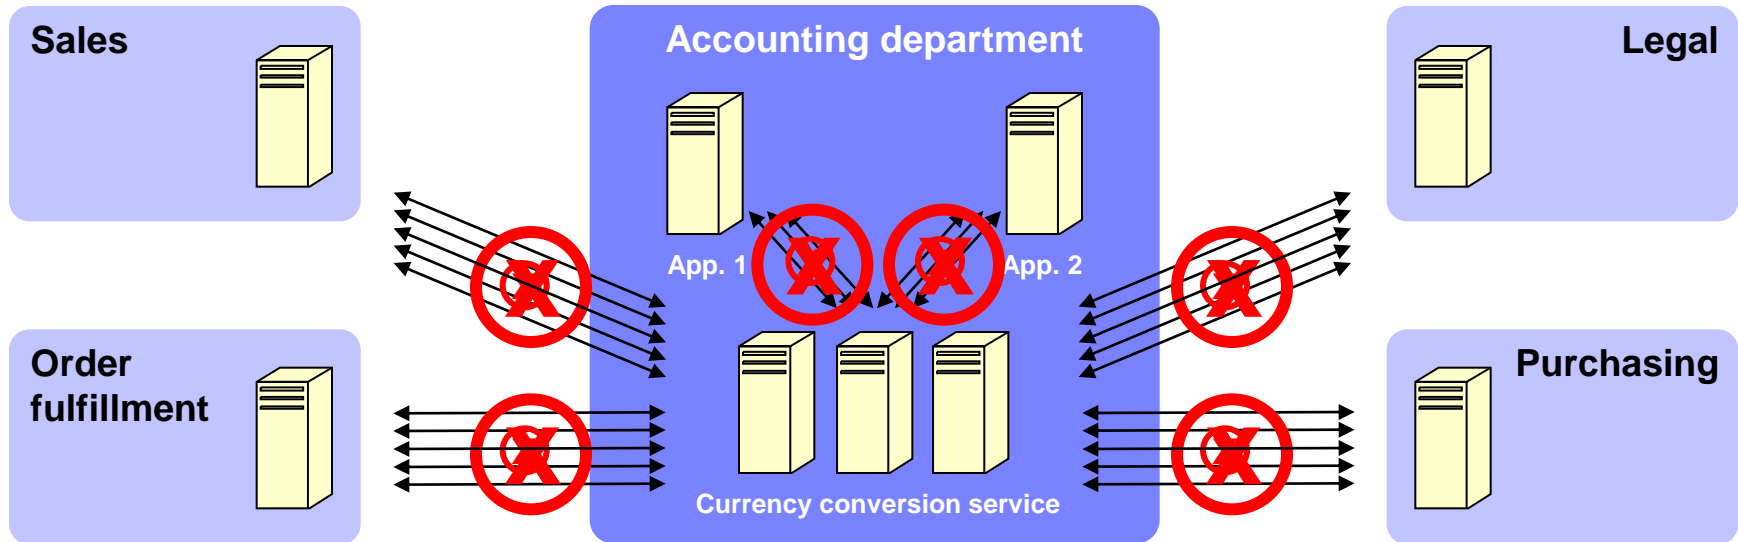 Sales
Accounting department
Legal
App. 1
App. 2
X
X
X
X
Order
fulfillment
Purchasing
X
X
Currency conversion service